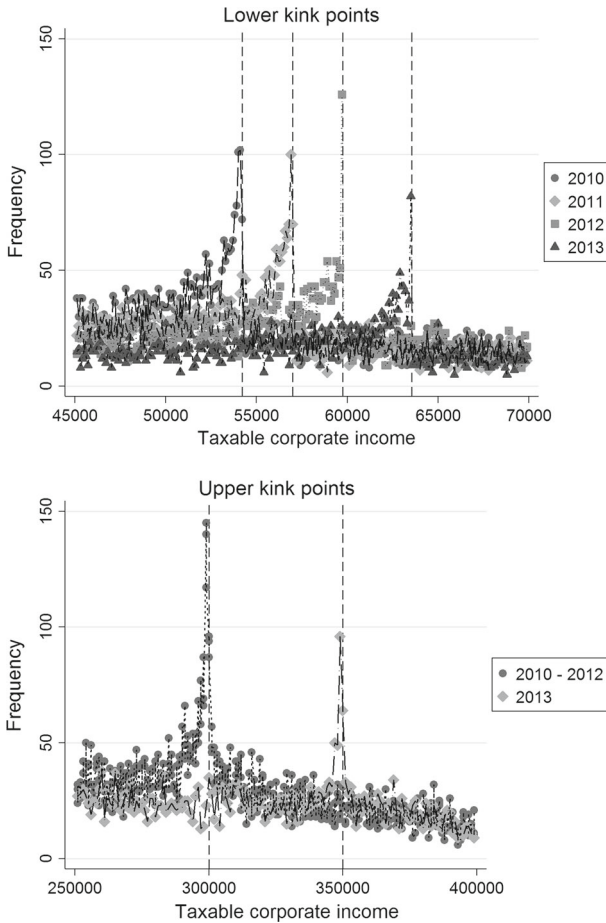 Lower kink points
150
100
50
0
Frequency
45000 50000 55000 60000 65000 70000
Taxable corporate income
2010
2011
2012
2013
Upper kink points
150
100
50
0
Frequency
250000 300000 350000 400000
Taxable corporate income
2010 - 2012
2013